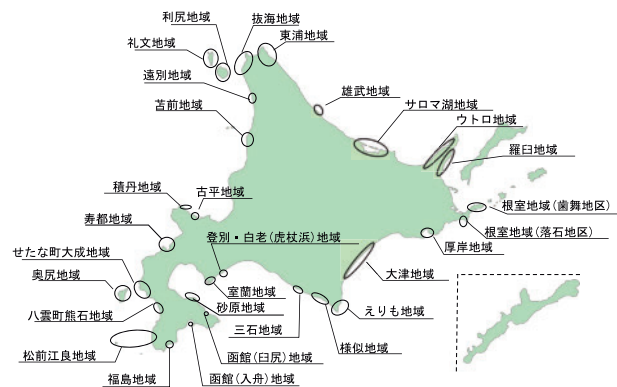 利尻地域
抜海地域
礼文地域
東浦地域
遠別地域
雄武地域
苫前地域
サロマ湖地域
ウトロ地域
羅臼地域
積丹地域
古平地域
根室地域(歯舞地区)
寿都地域
根室地域(落石地区)
登別・白老(虎杖浜)地域
厚岸地域
せたな町大成地域
大津地域
奥尻地域
室蘭地域
砂原地域
えりも地域
八雲町熊石地域
三石地域
様似地域
松前江良地域
函館(臼尻)地域
福島地域
函館(入舟)地域